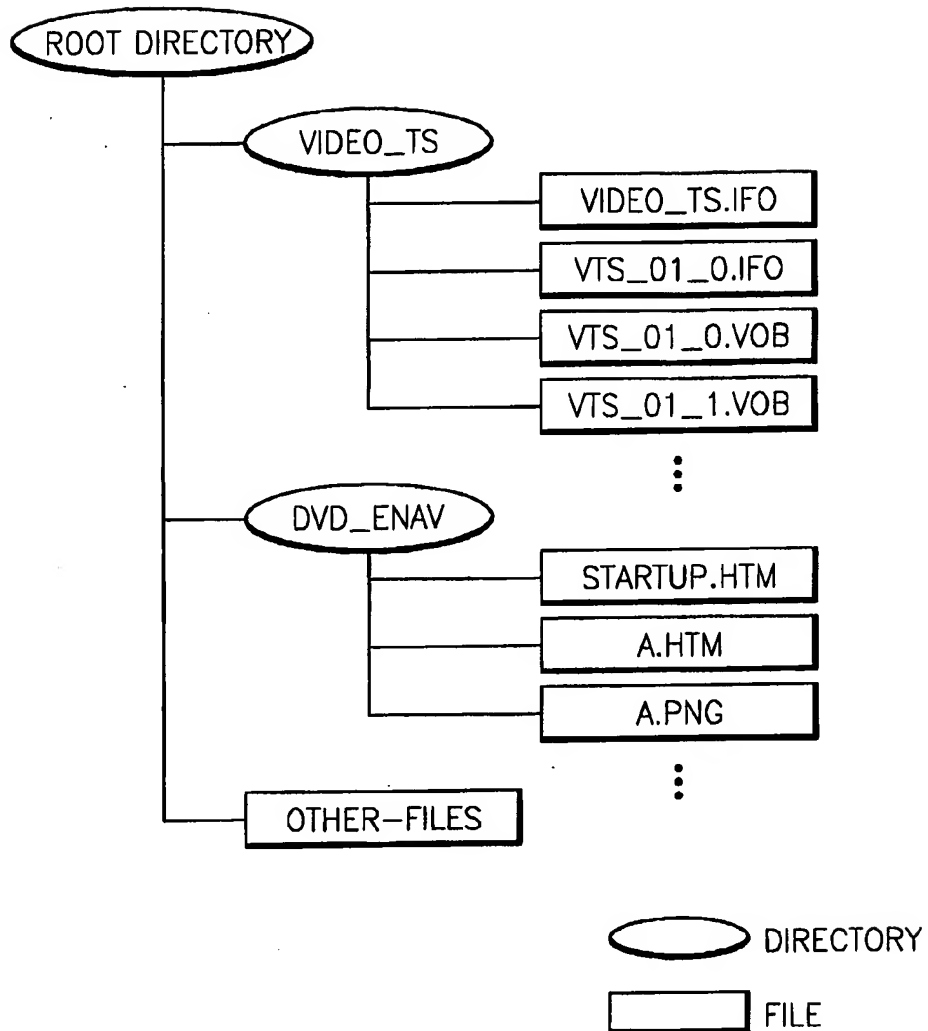 ROOT DIRECTORY
VIDEO_TS
VIDEO_TS.IFO
VTS_01_0.IFO
VTS_01_0.VOB
VTS_01_1.VOB
DVD_ENAV
STARTUP.HTM
A.HTM
A.PNG
OTHER-FILES
DIRECTORY
FILE